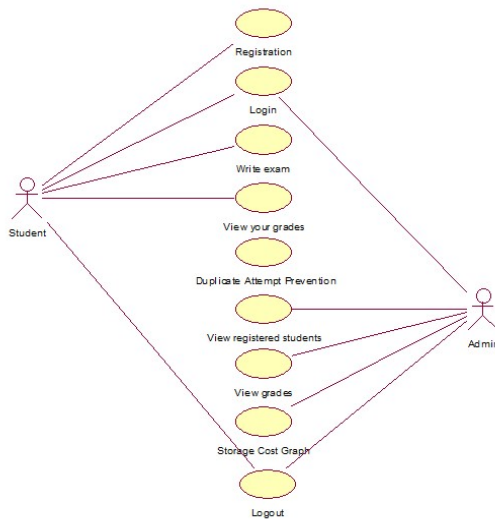 Registration
Login
Write exam
Student
View your grades
Duplicate Attempt Prevention
View registered students
Admin
View grades
Storage Cost Graph
Logout